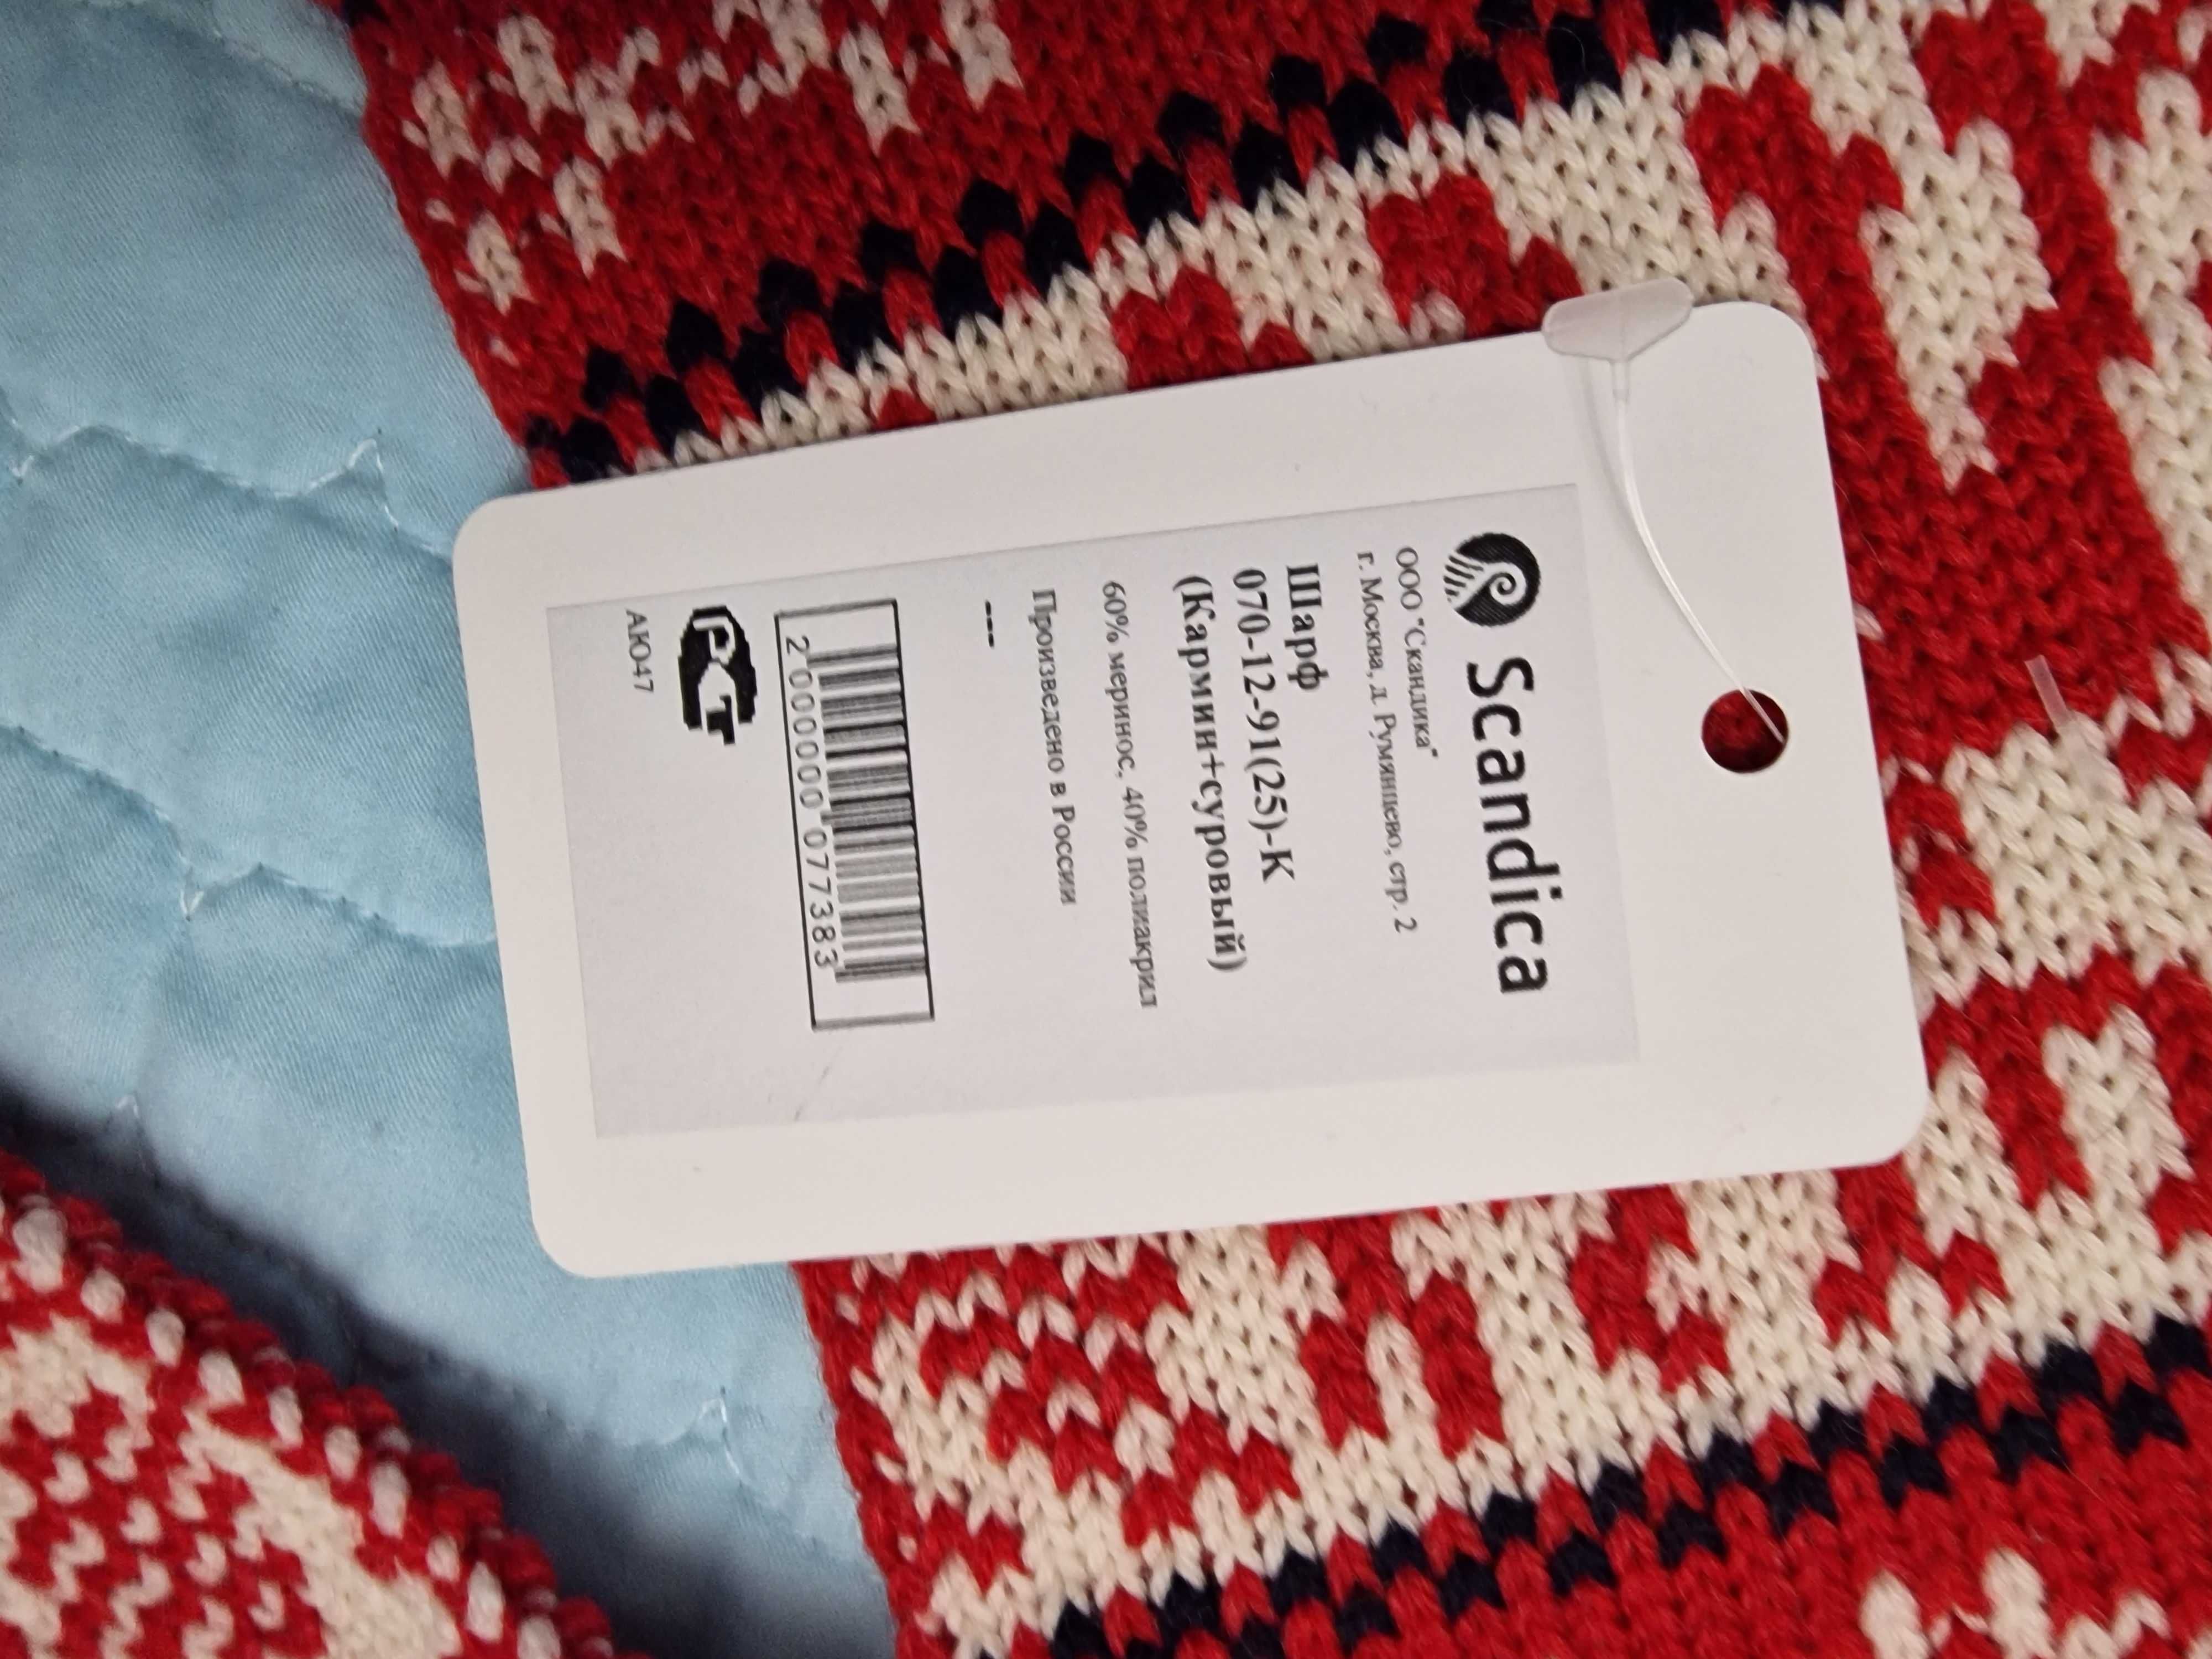 Scandica
ООО "Скандика"
г. Москва, д. Румянцево, стр. 2
Шарф
070-12-91(25)-К
(Кармин+суровый)
60% меринос, 40% полиакрил
Произведено в России
---
2 000000 077383
РСТ
АЮ47